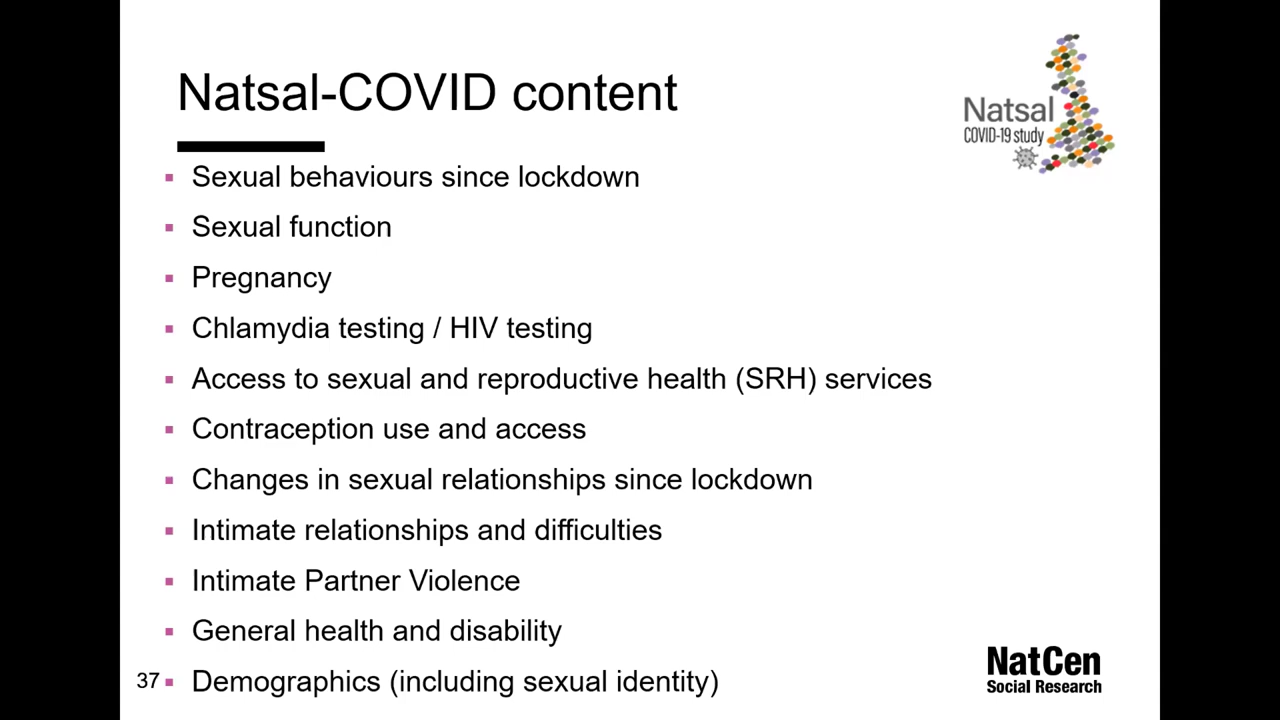 Natsal-COVID content
Natsal
COVID-19 study
▪ Sexual behaviours since lockdown
▪ Sexual function
▪ Pregnancy
▪ Chlamydia testing / HIV testing
▪ Access to sexual and reproductive health (SRH) services
▪ Contraception use and access
▪ Changes in sexual relationships since lockdown
▪ Intimate relationships and difficulties
▪ Intimate Partner Violence
▪ General health and disability
▪ Demographics (including sexual identity)
37
NatCen
Social Research